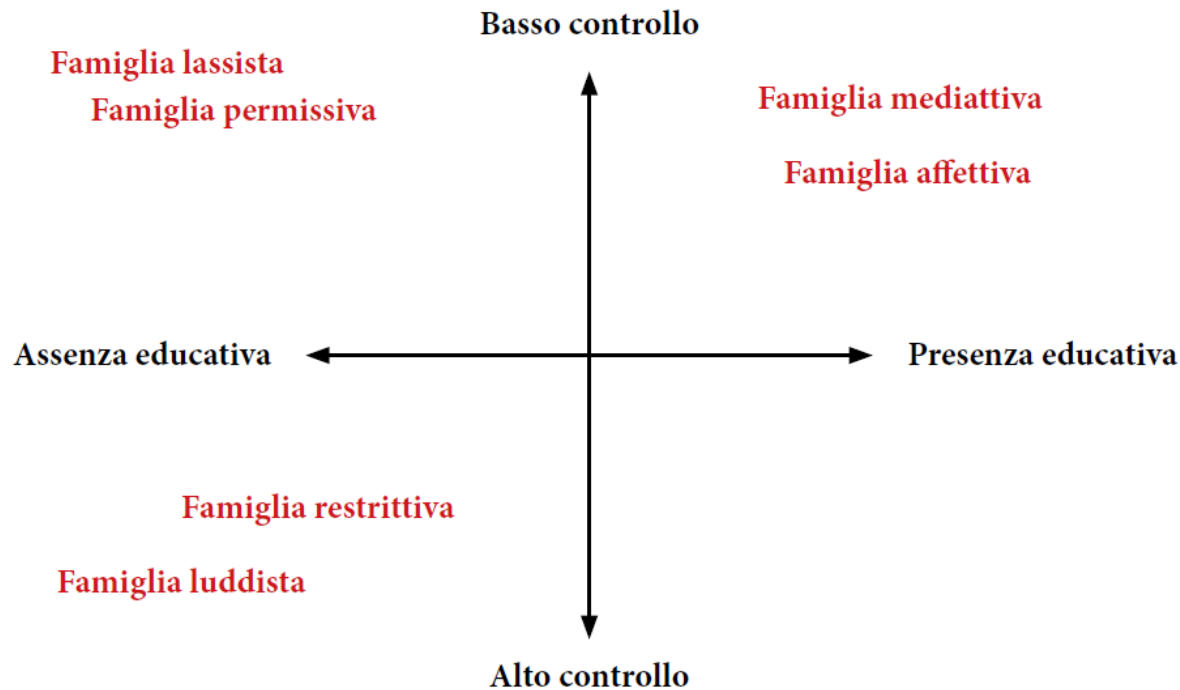 Basso controllo
Famiglia lassista
Famiglia permissiva
Famiglia mediattiva
Famiglia affettiva
Assenza educativa
Presenza educativa
Famiglia restrittiva
Famiglia luddista
Alto controllo